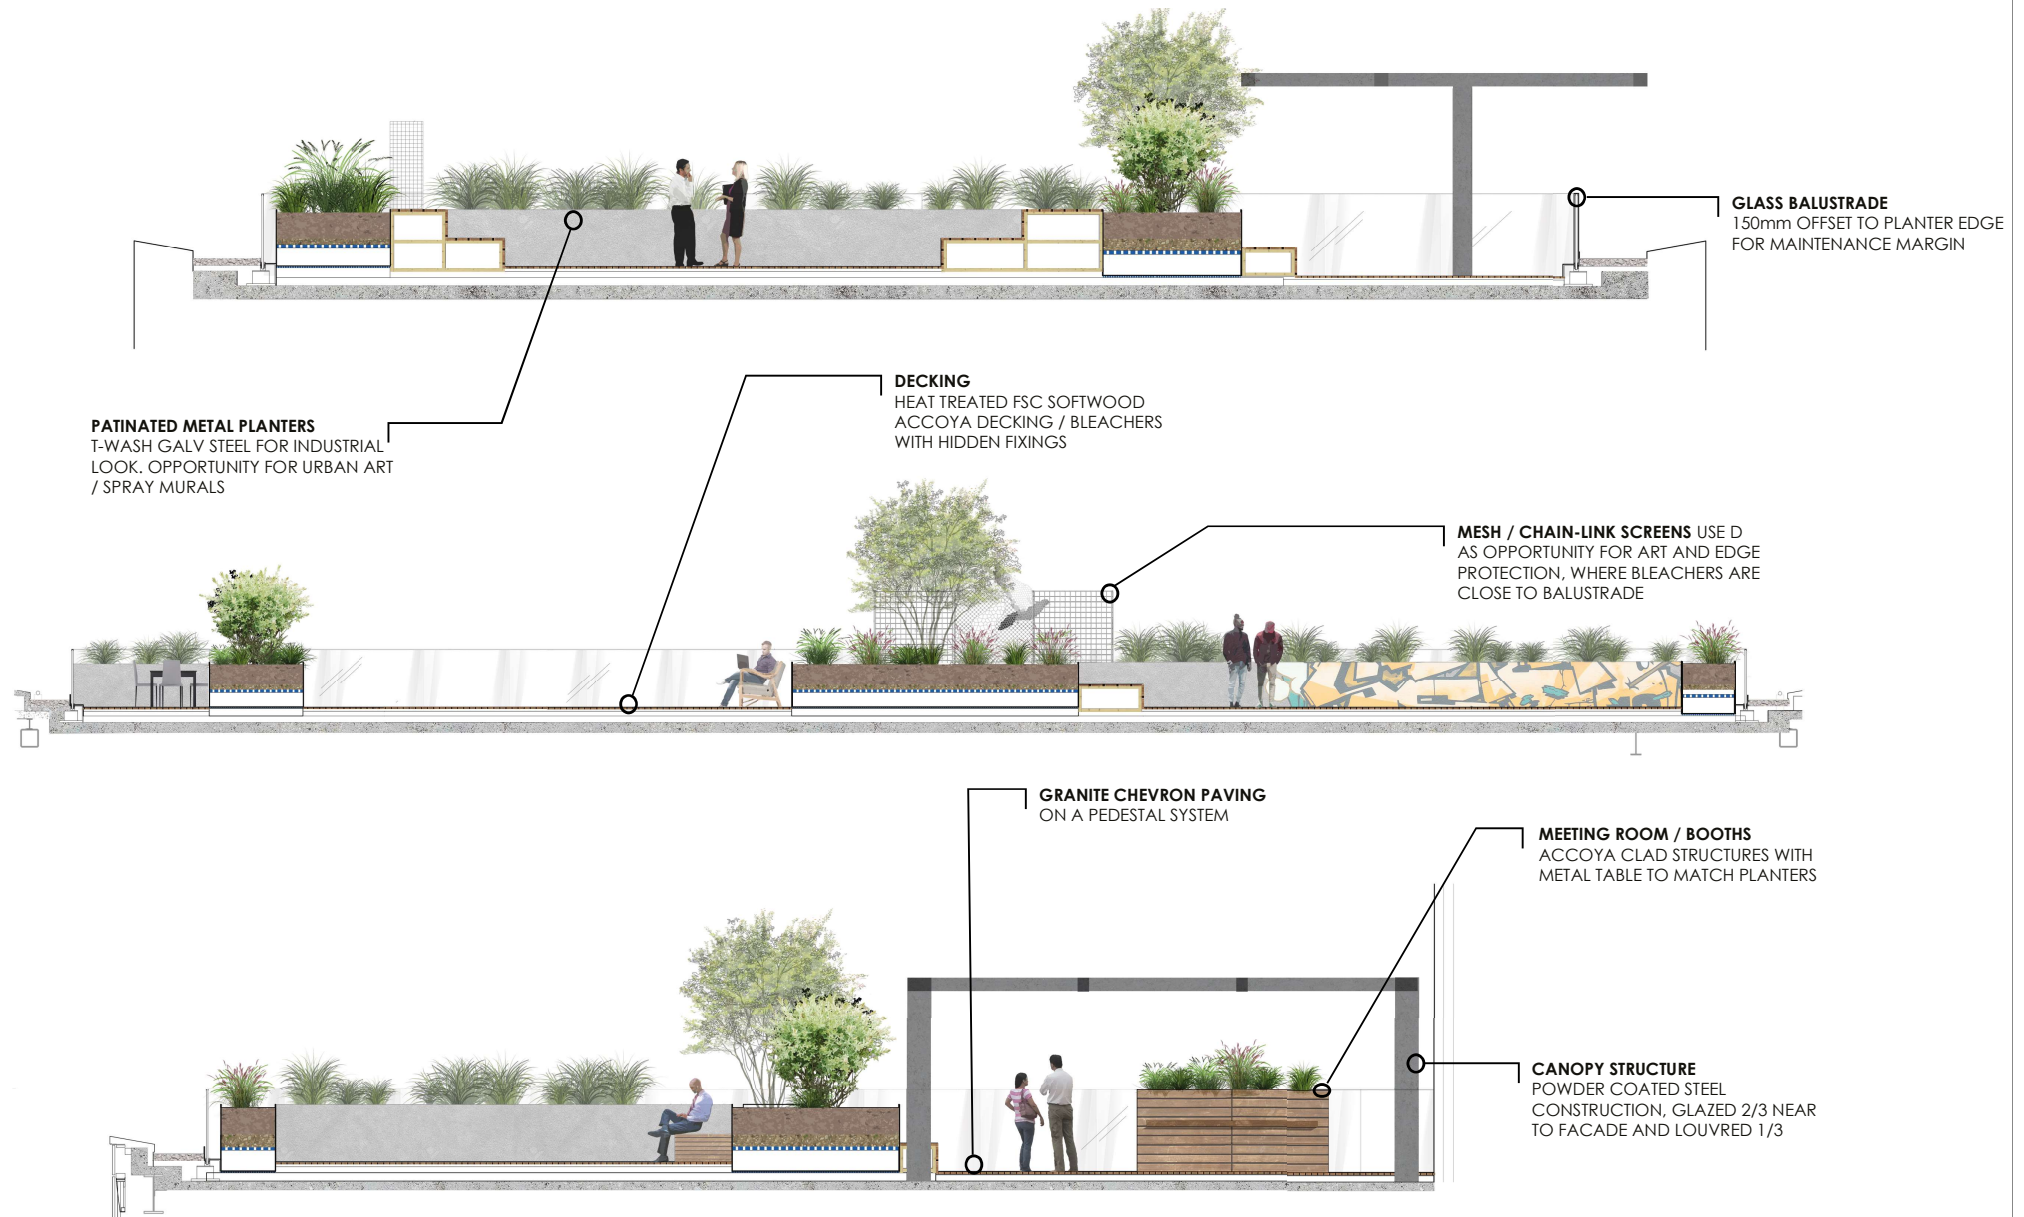 GLASS BALUSTRADE
150mm OFFSET TO PLANTER EDGE
FOR MAINTENANCE MARGIN
DECKING
HEAT TREATED FSC SOFTWOOD
ACCOYA DECKING / BLEACHERS
WITH HIDDEN FIXINGS
PATINATED METAL PLANTERS
T-WASH GALV STEEL FOR INDUSTRIAL
LOOK. OPPORTUNITY FOR URBAN ART
/ SPRAY MURALS
MESH / CHAIN-LINK SCREENS USE D
AS OPPORTUNITY FOR ART AND EDGE
PROTECTION, WHERE BLEACHERS ARE
CLOSE TO BALUSTRADE
GRANITE CHEVRON PAVING
ON A PEDESTAL SYSTEM
MEETING ROOM / BOOTHS
ACCOYA CLAD STRUCTURES WITH
METAL TABLE TO MATCH PLANTERS
CANOPY STRUCTURE
POWDER COATED STEEL
CONSTRUCTION, GLAZED 2/3 NEAR
TO FACADE AND LOUVRED 1/3